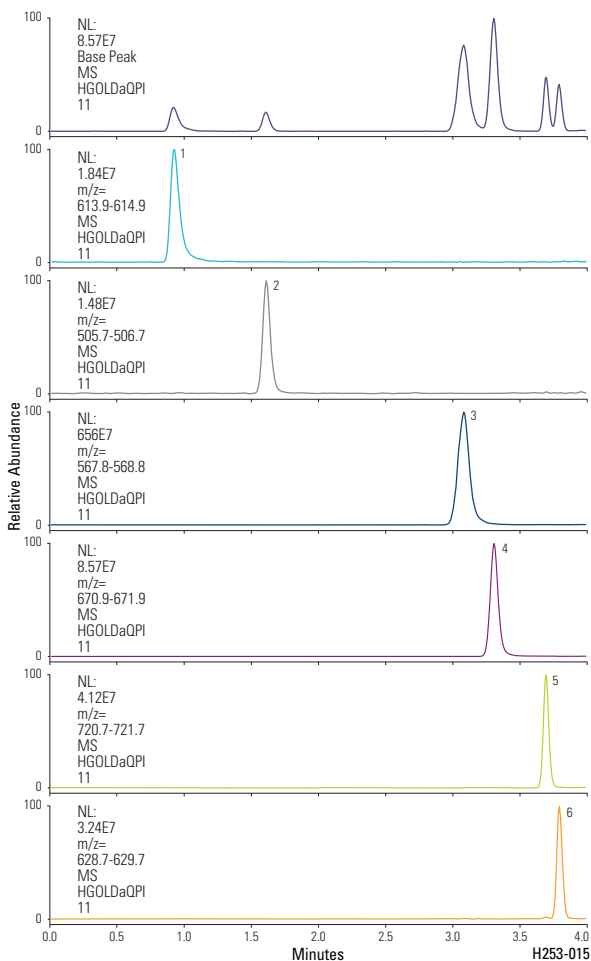 100
NL:
8.57E7
Base Peak
MS
HGOLDaQPI
11
0
100
NL:
1.84E7
m/z=
613.9-614.9
MS
HGOLDaQPI
11
1
0
100
NL:
1.48E7
m/z=
505.7-506.7
MS
HGOLDaQPI
11
2
0
Relative Abundance
100
NL:
656E7
m/z=
567.8-568.8
MS
HGOLDaQPI
11
3
0
100
NL:
8.57E7
m/z=
670.9-671.9
MS
HGOLDaQPI
11
4
0
100
NL:
4.12E7
m/z=
720.7-721.7
MS
HGOLDaQPI
11
5
0
100
NL:
3.24E7
m/z=
628.7-629.7
MS
HGOLDaQPI
11
6
0
0.0 0.5 1.0 1.5 2.0 2.5 3.0 3.5 4.0
Minutes
H253-015